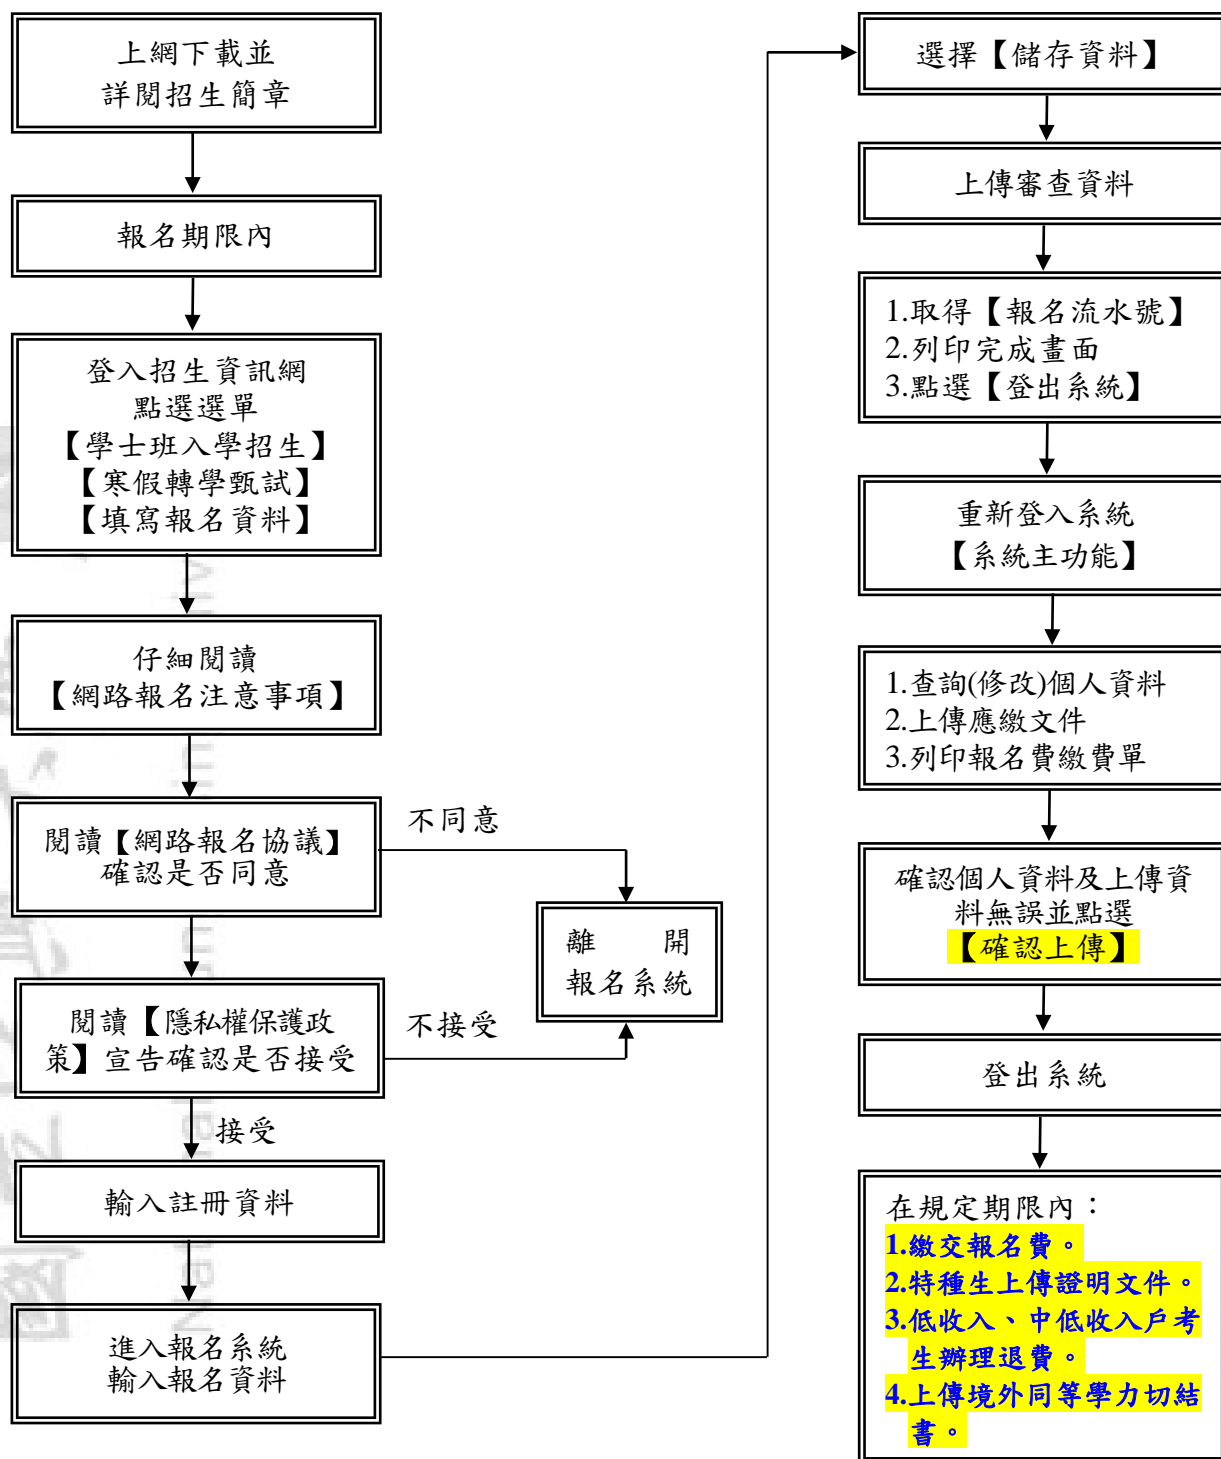 上網下載並
詳閱招生簡章
報名期限內
登入招生資訊網
點選選單
【學士班入學招生】
【寒假轉學甄試】
【填寫報名資料】
仔細閱讀
【網路報名注意事項】
閱讀【網路報名協議】
確認是否同意
不同意
離 開
報名系統
閱讀【隱私權保護政
策】宣告確認是否接受
不接受
接受
輸入註冊資料
進入報名系統
輸入報名資料
選擇【儲存資料】
上傳審查資料
1.取得【報名流水號】
2.列印完成畫面
3.點選【登出系統】
重新登入系統
【系統主功能】
1.查詢(修改)個人資料
2.上傳應繳文件
3.列印報名費繳費單
確認個人資料及上傳資
料無誤並點選
【確認上傳】
登出系統
在規定期限內：
1.繳交報名費。
2.特種生上傳證明文件。
3.低收入、中低收入戶考
生辦理退費。
4.上傳境外同等學力切結
書。